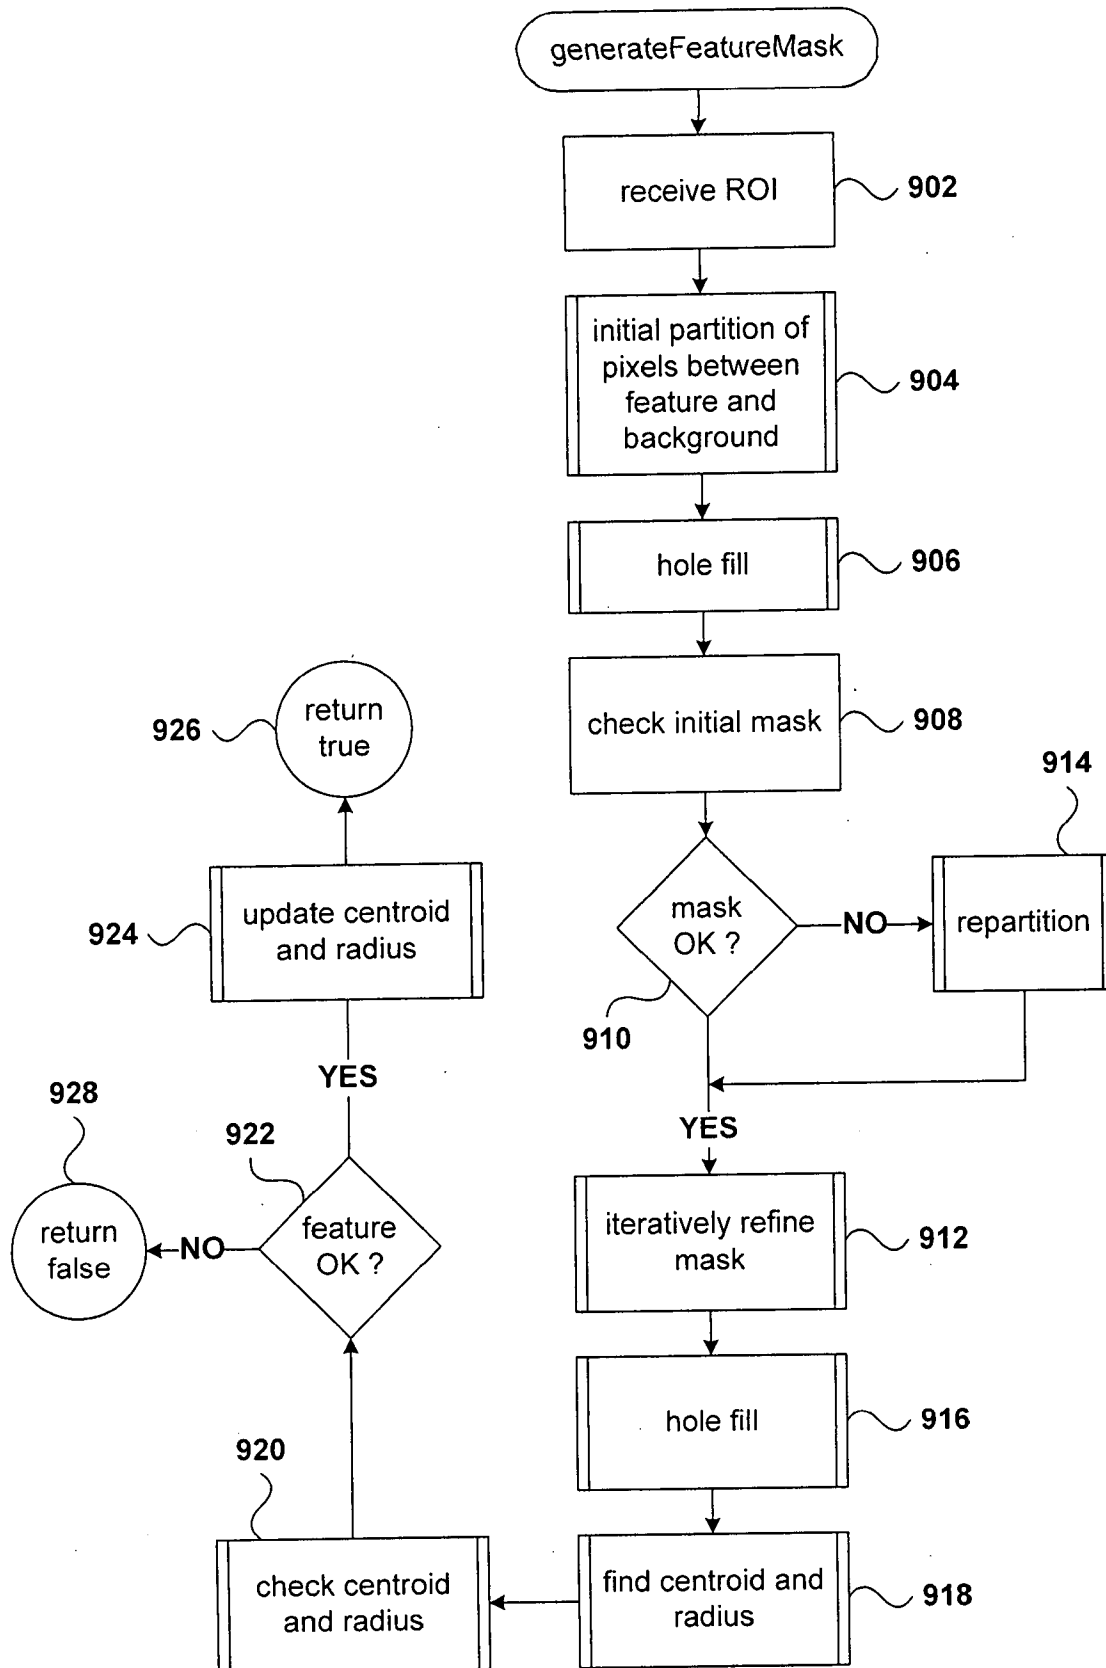 generateFeatureMask
receive ROI
902
initial partition of
pixels between
feature and
background
904
hole fill
906
check initial mask
908
mask
OK ?
910
NO
repartition
914
YES
iteratively refine
mask
912
hole fill
916
find centroid and
radius
918
check centroid
and radius
920
feature
OK ?
922
NO
return
false
928
YES
update centroid
and radius
924
return
true
926